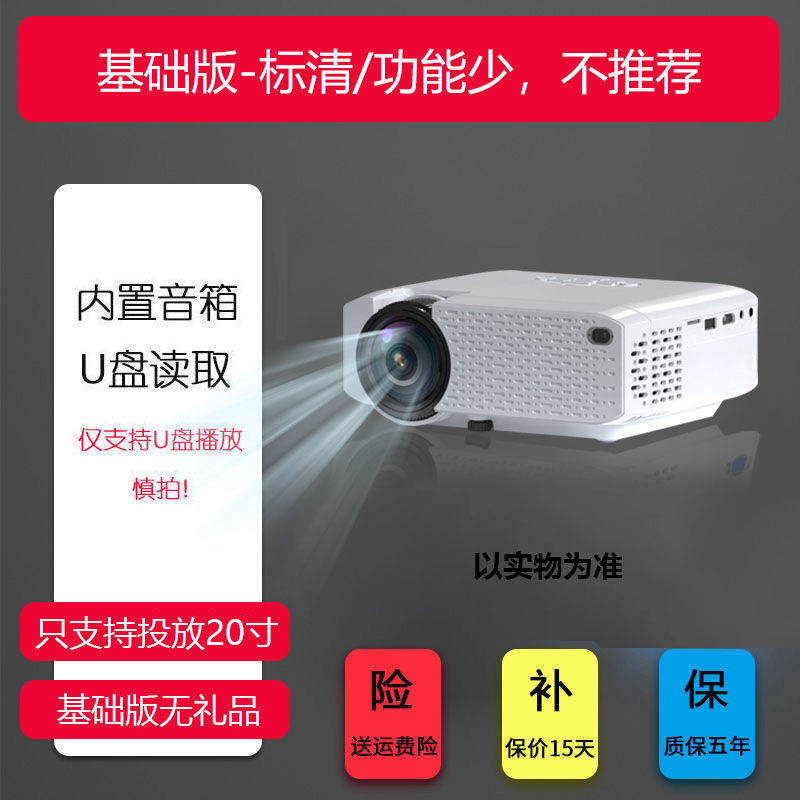 基础版-标清/功能少，不推荐
内置音箱
U盘读取
仅支持U盘播放
慎拍!
以实物为准
只支持投放20寸
基础版无礼品
险
送运费险
补
保价15天
保
质保五年